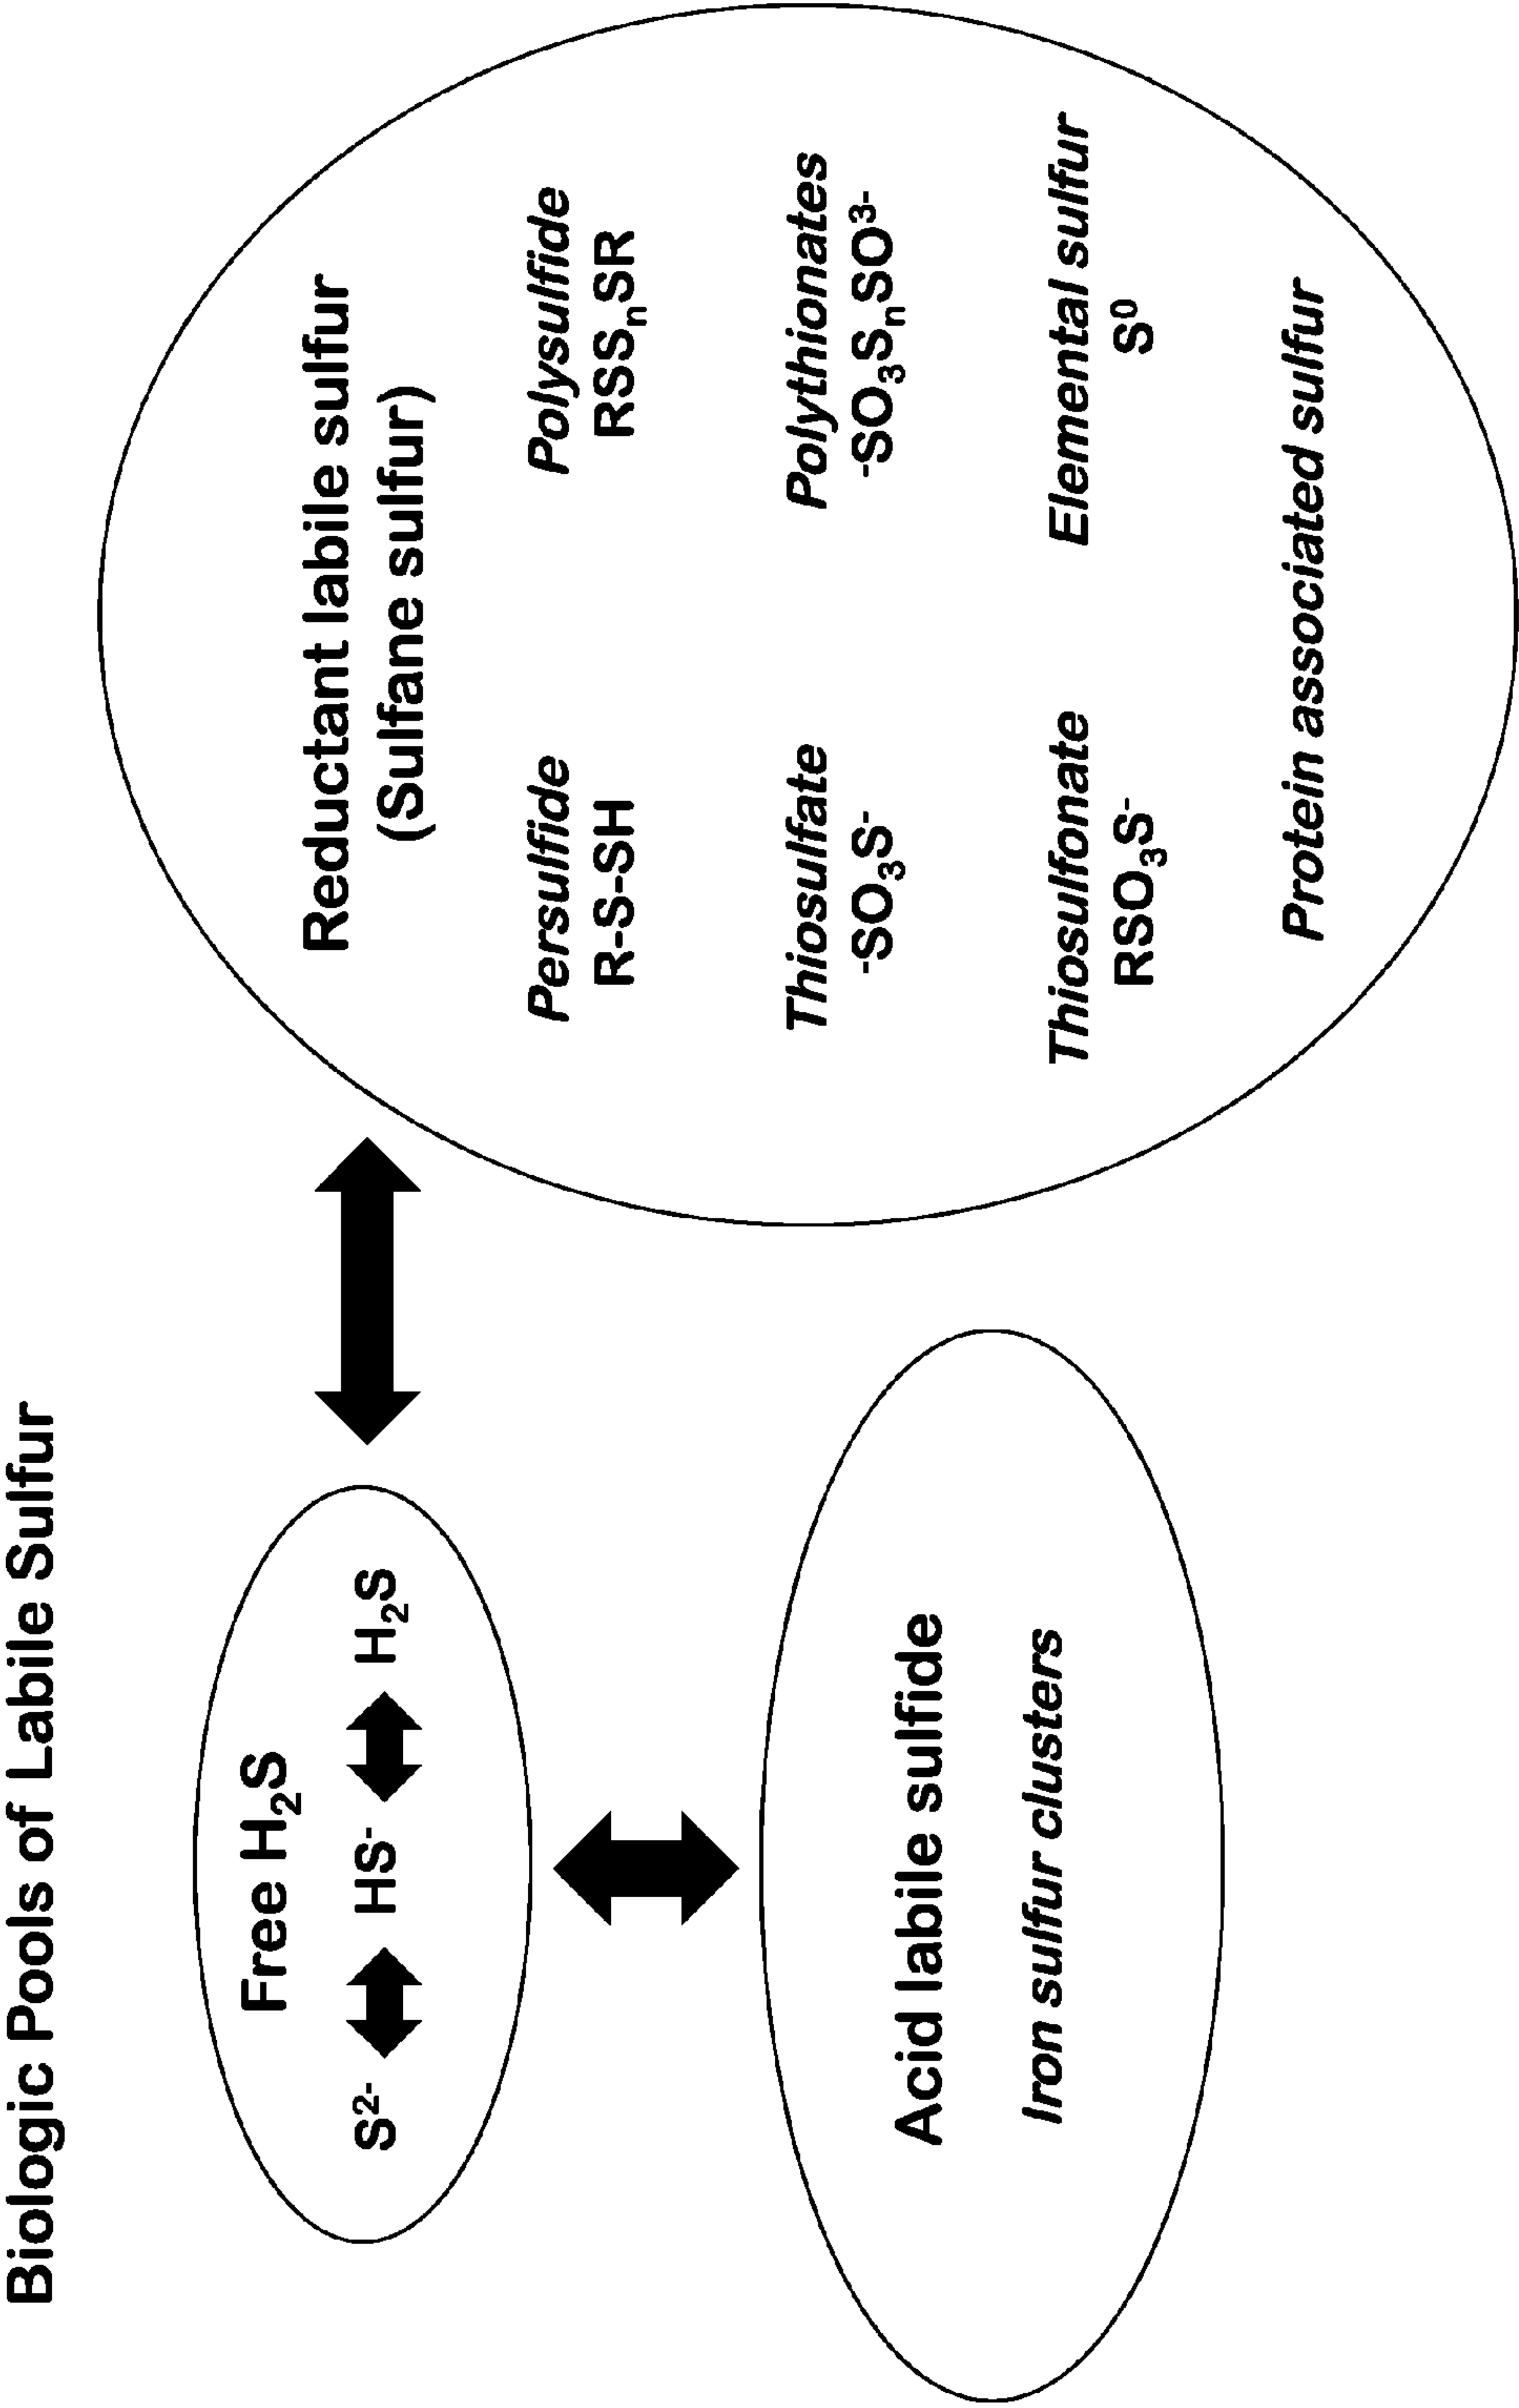 Biologic Pools of Labile Sulfur
Free H₂S
S²⁻ HS⁻ H₂S
Acid labile sulfide
Iron sulfur clusters
Reductant labile sulfur
(Sulfane sulfur)
Persulfide
R-S-SH
Polysulfide
RSSₙSR
Thiosulfate
⁻SO₃S⁻
Polythionates
⁻SO₃SₙSO³⁻
Thiosulfonate
RSO₃S⁻
Elemental sulfur
S⁰
Protein associated sulfur